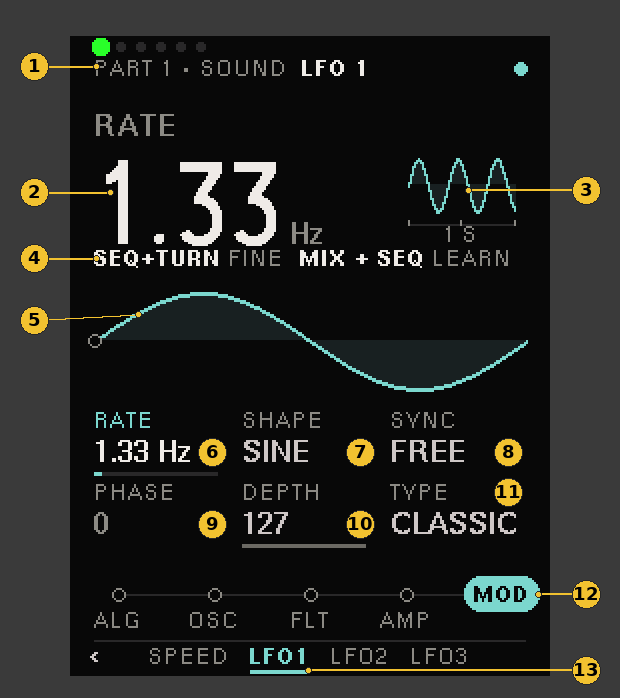 1 PART 1 · SOUND LFO 1
RATE
2 1.33 Hz 3
1 S
4 SEQ+TURN FINE MIX + SEQ LEARN
5
RATE SHAPE SYNC
1.33 Hz 6 SINE 7 FREE 8
PHASE DEPTH TYPE 11
0 9 127 10 CLASSIC
MOD 12
ALG OSC FLT AMP
< SPEED LFO1 LFO2 LFO3
13